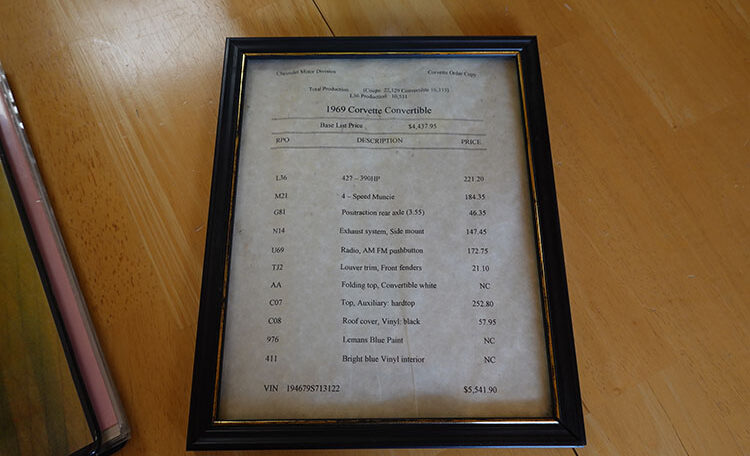 Chevrolet Motor Division Corvette Order Copy
Total Production (Coupe 22,129 Convertible 16,633)
L36 Production: 10,531
1969 Corvette Convertible
Base List Price $4,437.95
RPO DESCRIPTION PRICE
L36 427 – 390HP 221.20
M21 4 – Speed Muncie 184.35
G81 Positraction rear axle (3.55) 46.35
N14 Exhaust system, Side mount 147.45
U69 Radio, AM FM pushbutton 172.75
TJ2 Louver trim, Front fenders 21.10
AA Folding top, Convertible white NC
C07 Top, Auxiliary: hardtop 252.80
C08 Roof cover, Vinyl: black 57.95
976 Lemans Blue Paint NC
411 Bright blue Vinyl interior NC
VIN 194679S713122 $5,541.90